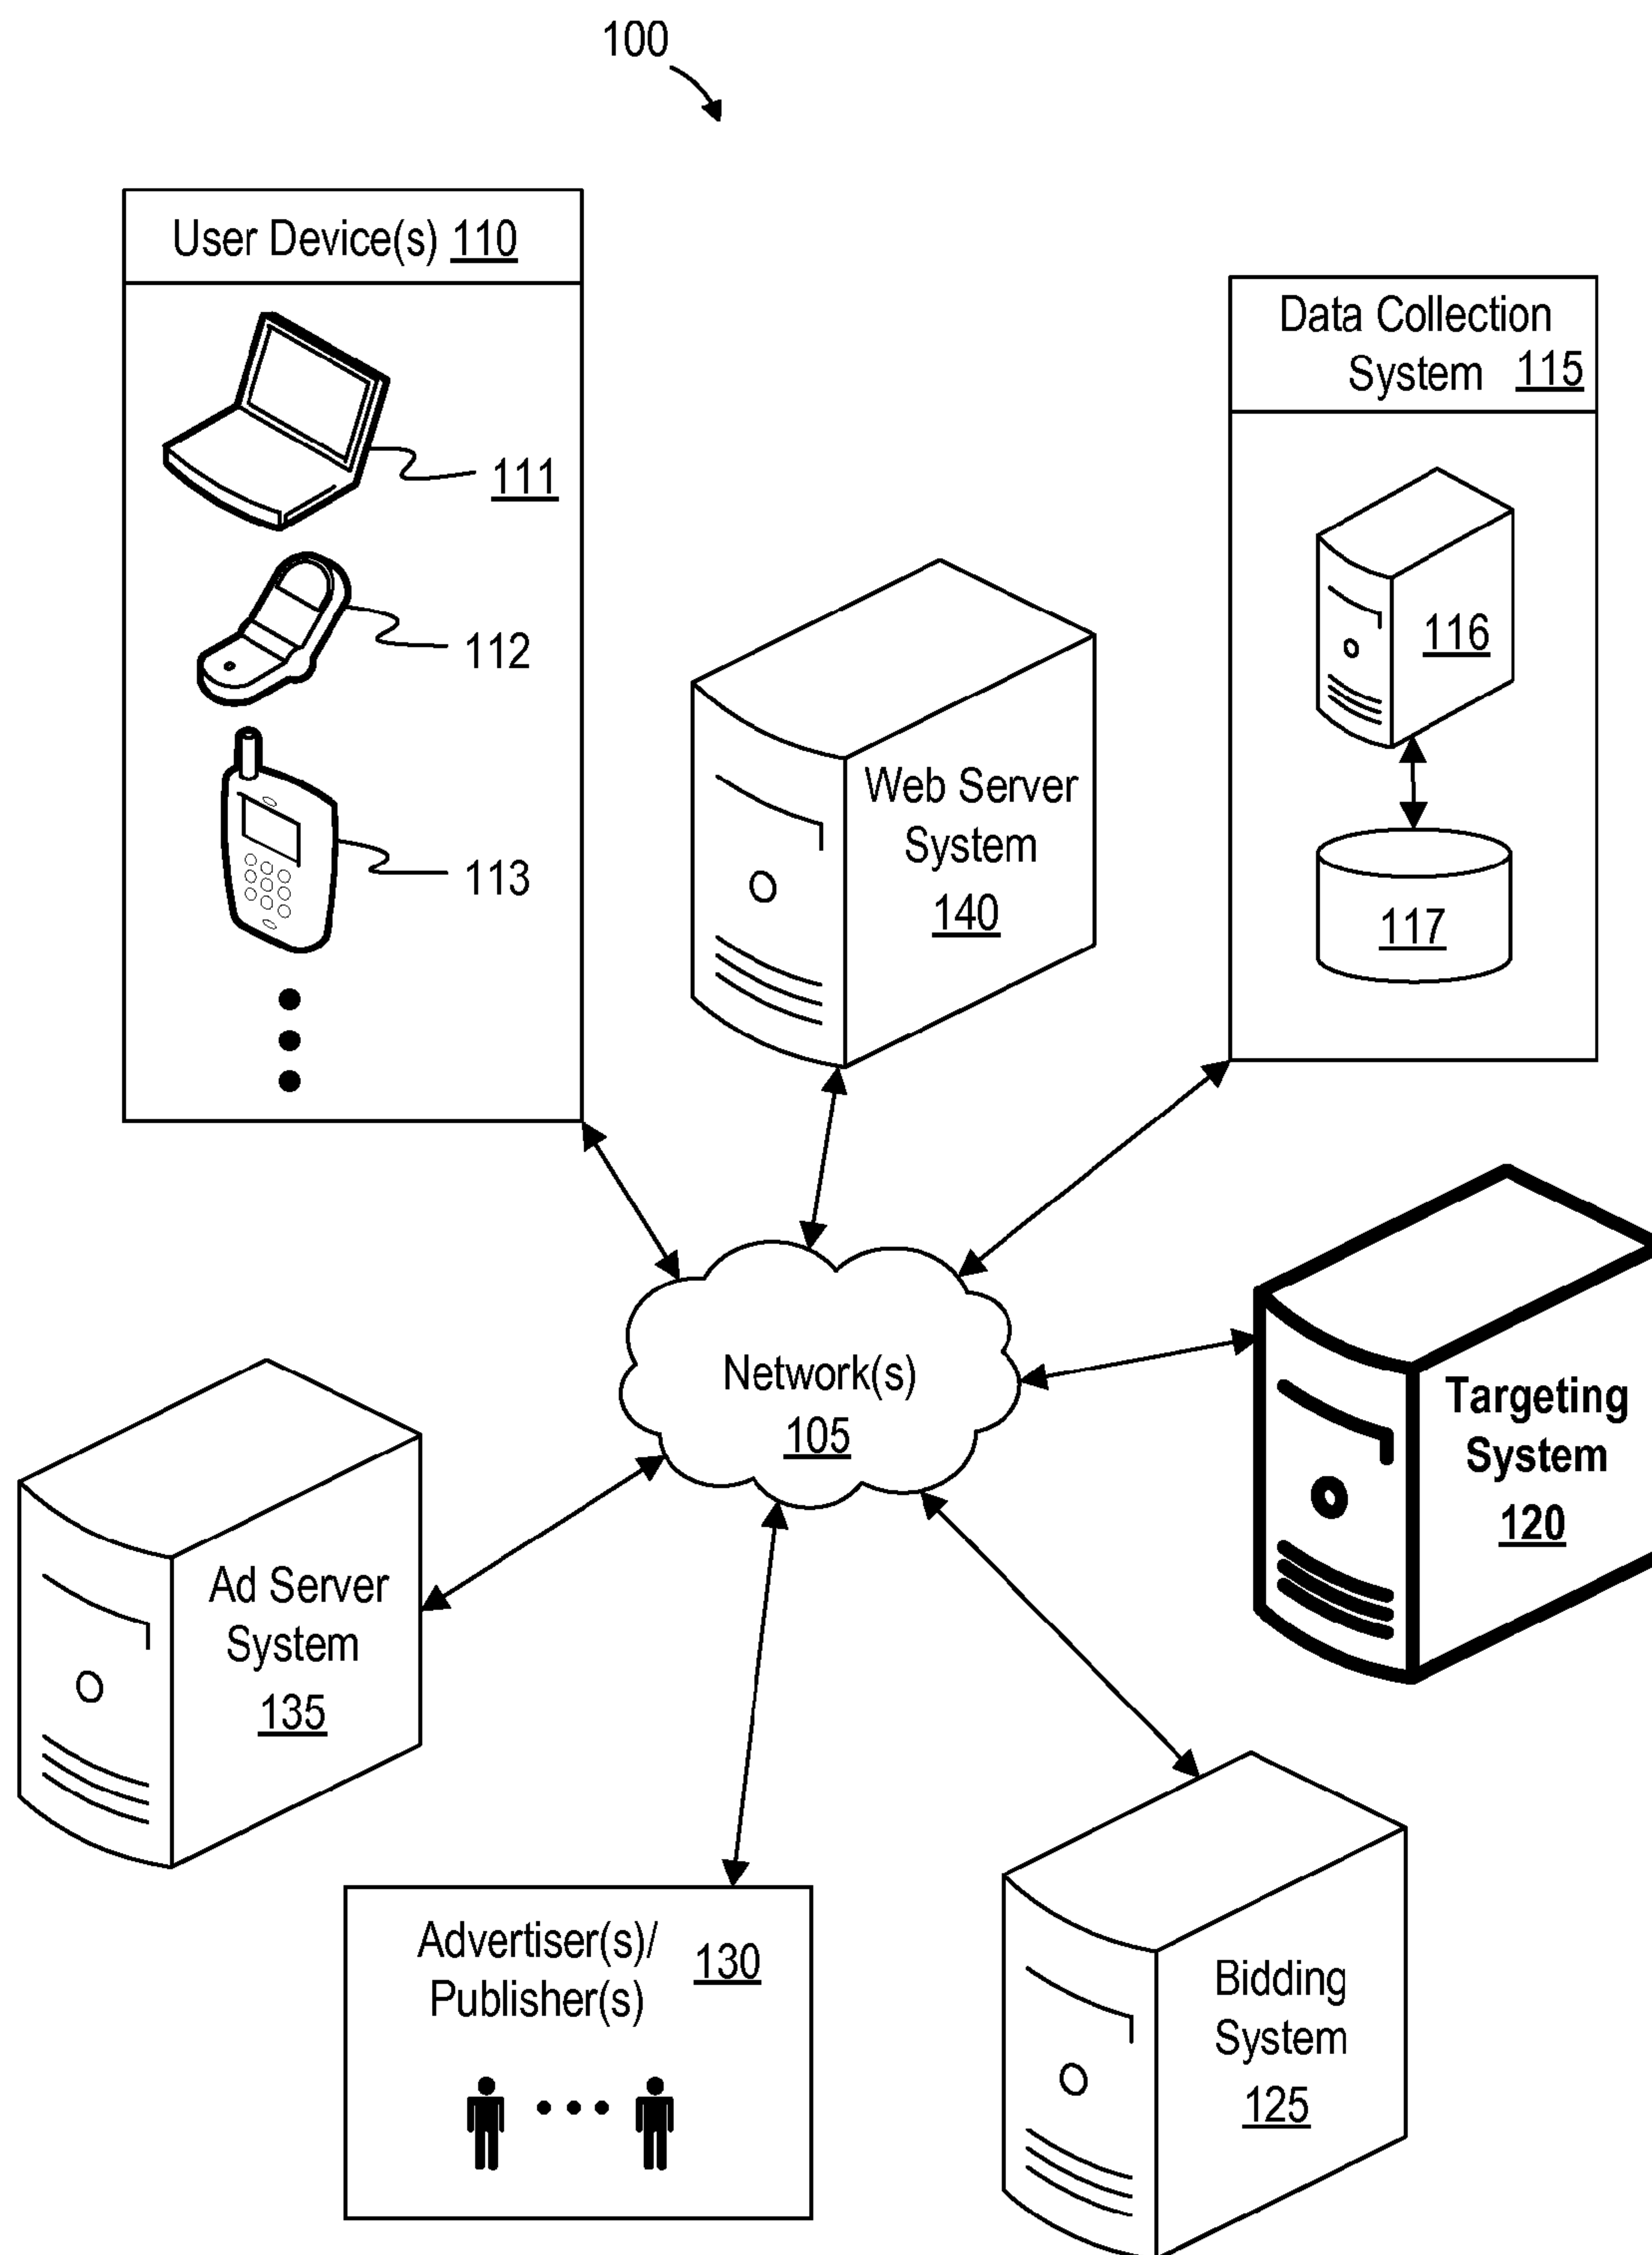 100
User Device(s) 110
111
112
113
Data Collection
System 115
116
117
Web Server
System
140
Network(s)
105
Targeting
System
120
Ad Server
System
135
Advertiser(s)/
Publisher(s)
130
Bidding
System
125